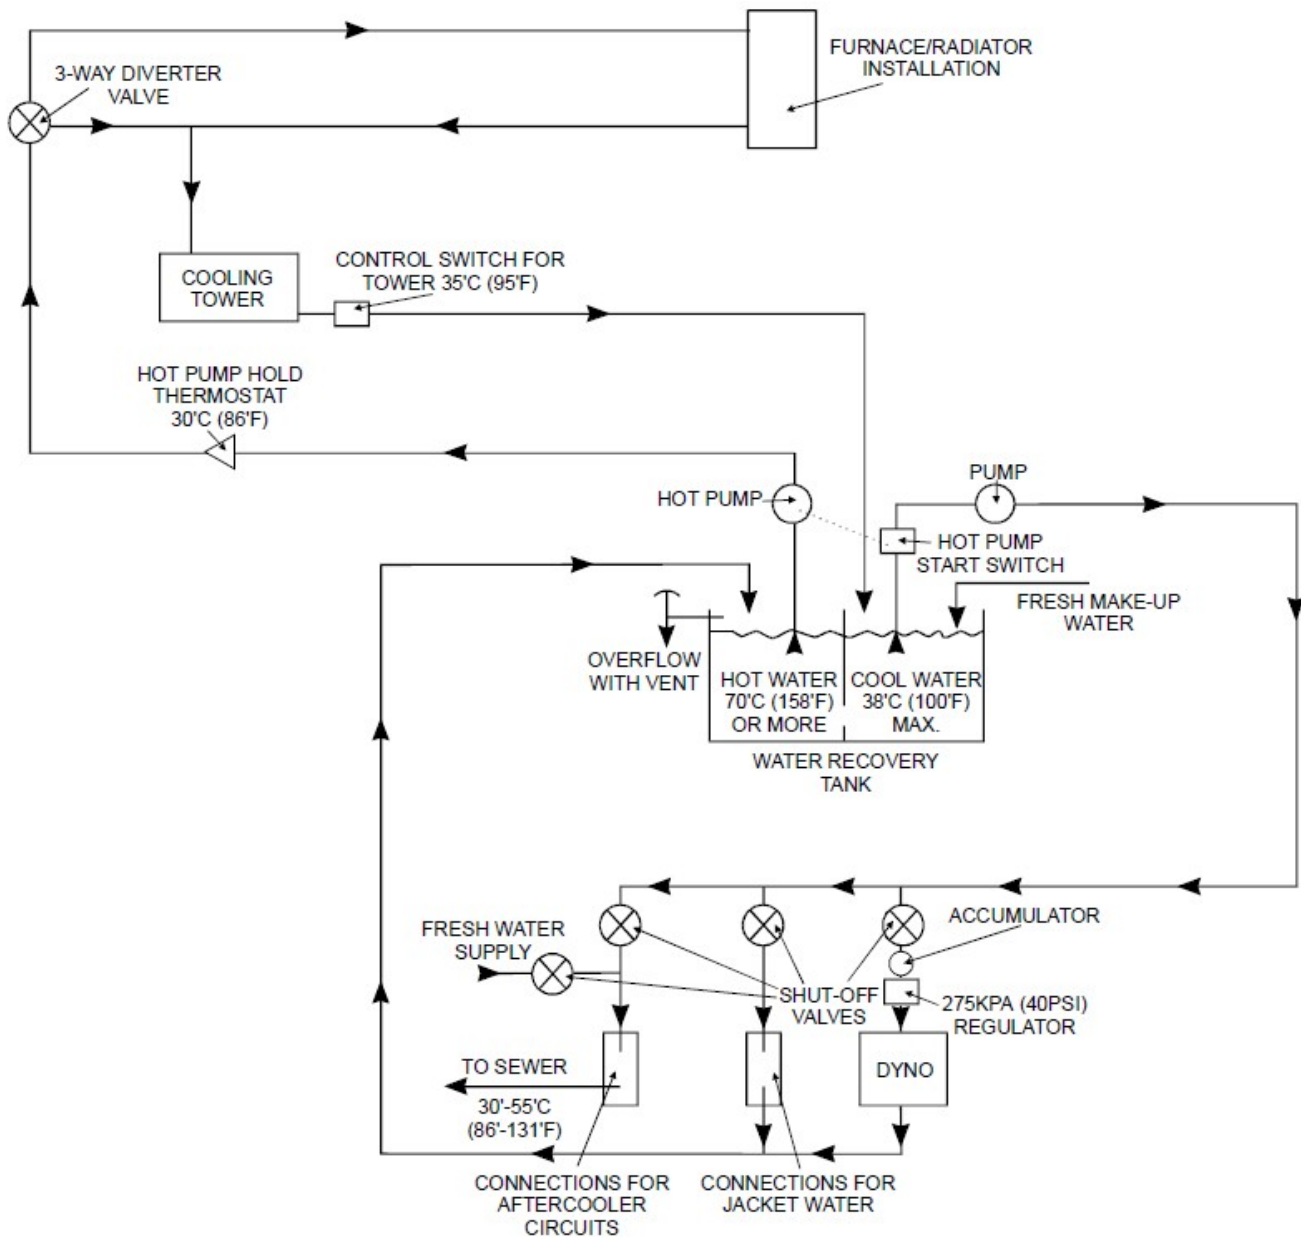 3-WAY DIVERTER
VALVE
FURNACE/RADIATOR
INSTALLATION
COOLING
TOWER
CONTROL SWITCH FOR
TOWER 35'C (95'F)
HOT PUMP HOLD
THERMOSTAT
30'C (86'F)
HOT PUMP
PUMP
HOT PUMP
START SWITCH
FRESH MAKE-UP
WATER
OVERFLOW
WITH VENT
HOT WATER
70'C (158'F)
OR MORE
COOL WATER
38'C (100'F)
MAX.
WATER RECOVERY
TANK
FRESH WATER
SUPPLY
ACCUMULATOR
SHUT-OFF
VALVES
275KPA (40PSI)
REGULATOR
TO SEWER
30'-55'C
(86'-131'F)
DYNO
CONNECTIONS FOR
AFTERCOOLER
CIRCUITS
CONNECTIONS FOR
JACKET WATER